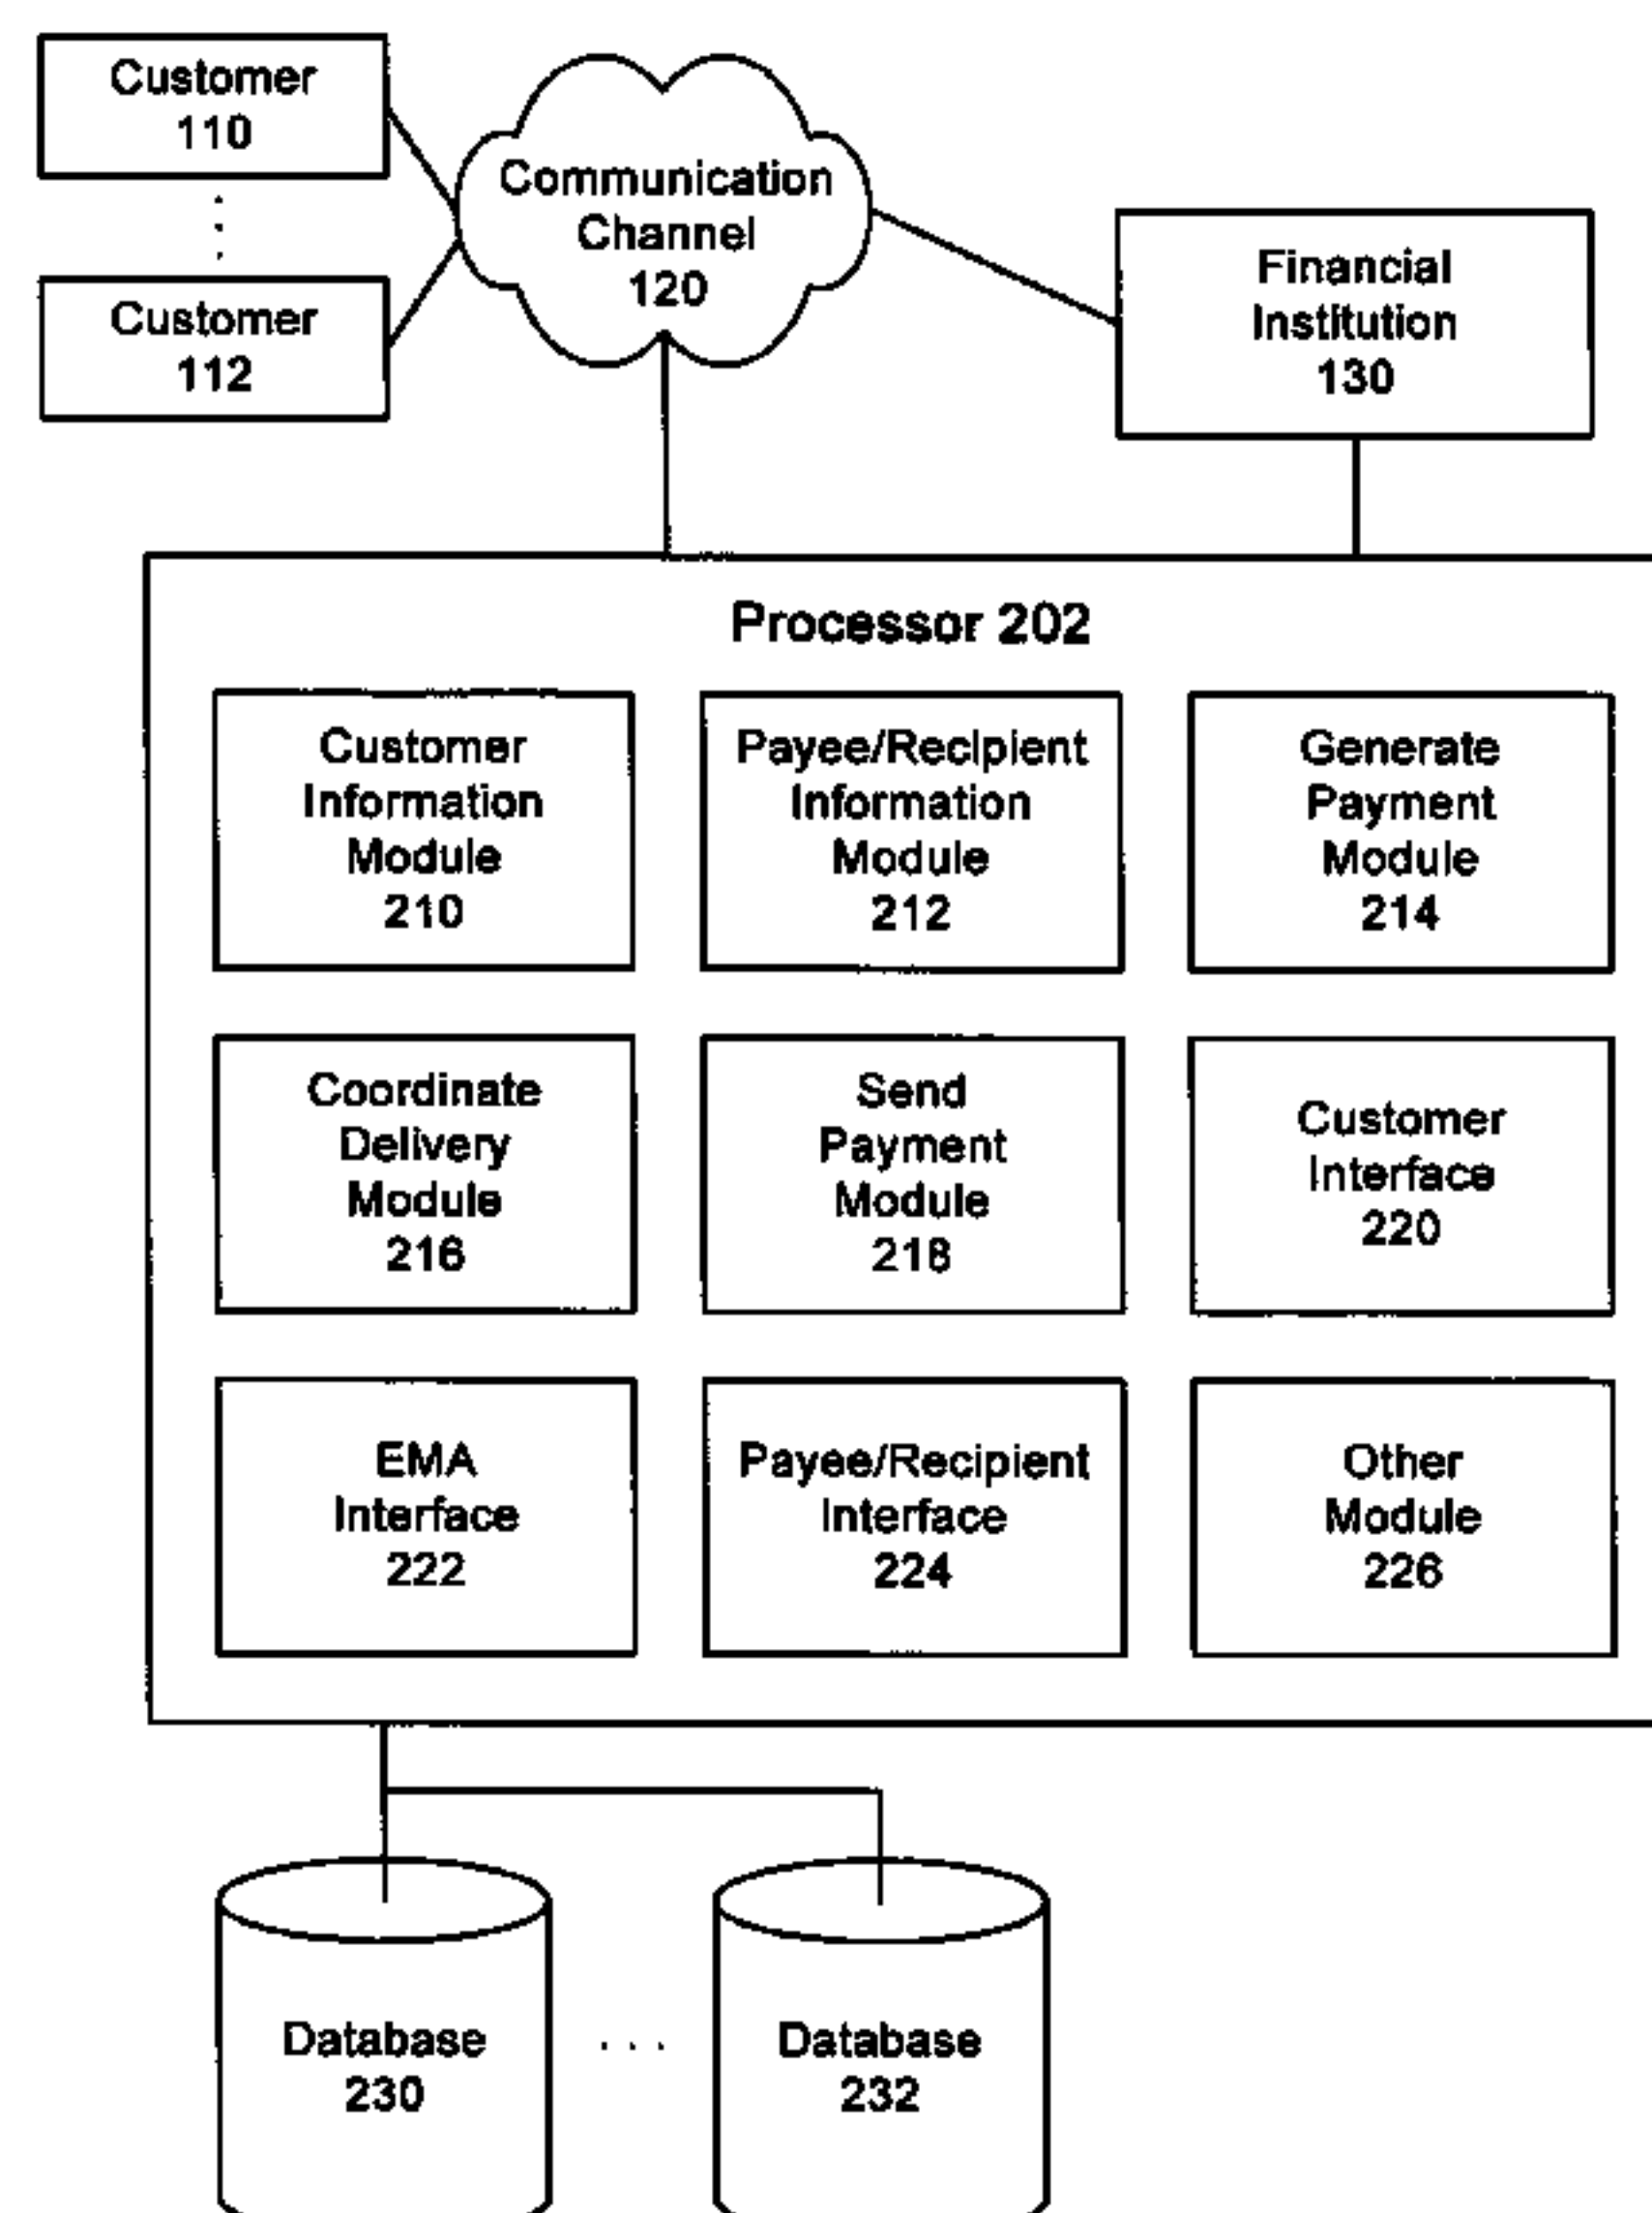 Customer
110
Customer
112
Communication
Channel
120
Financial
Institution
130
Processor 202
Customer
Information
Module
210
Payee/Recipient
Information
Module
212
Generate
Payment
Module
214
Coordinate
Delivery
Module
216
Send
Payment
Module
218
Customer
Interface
220
EMA
Interface
222
Payee/Recipient
Interface
224
Other
Module
226
Database
230
. . .
Database
232